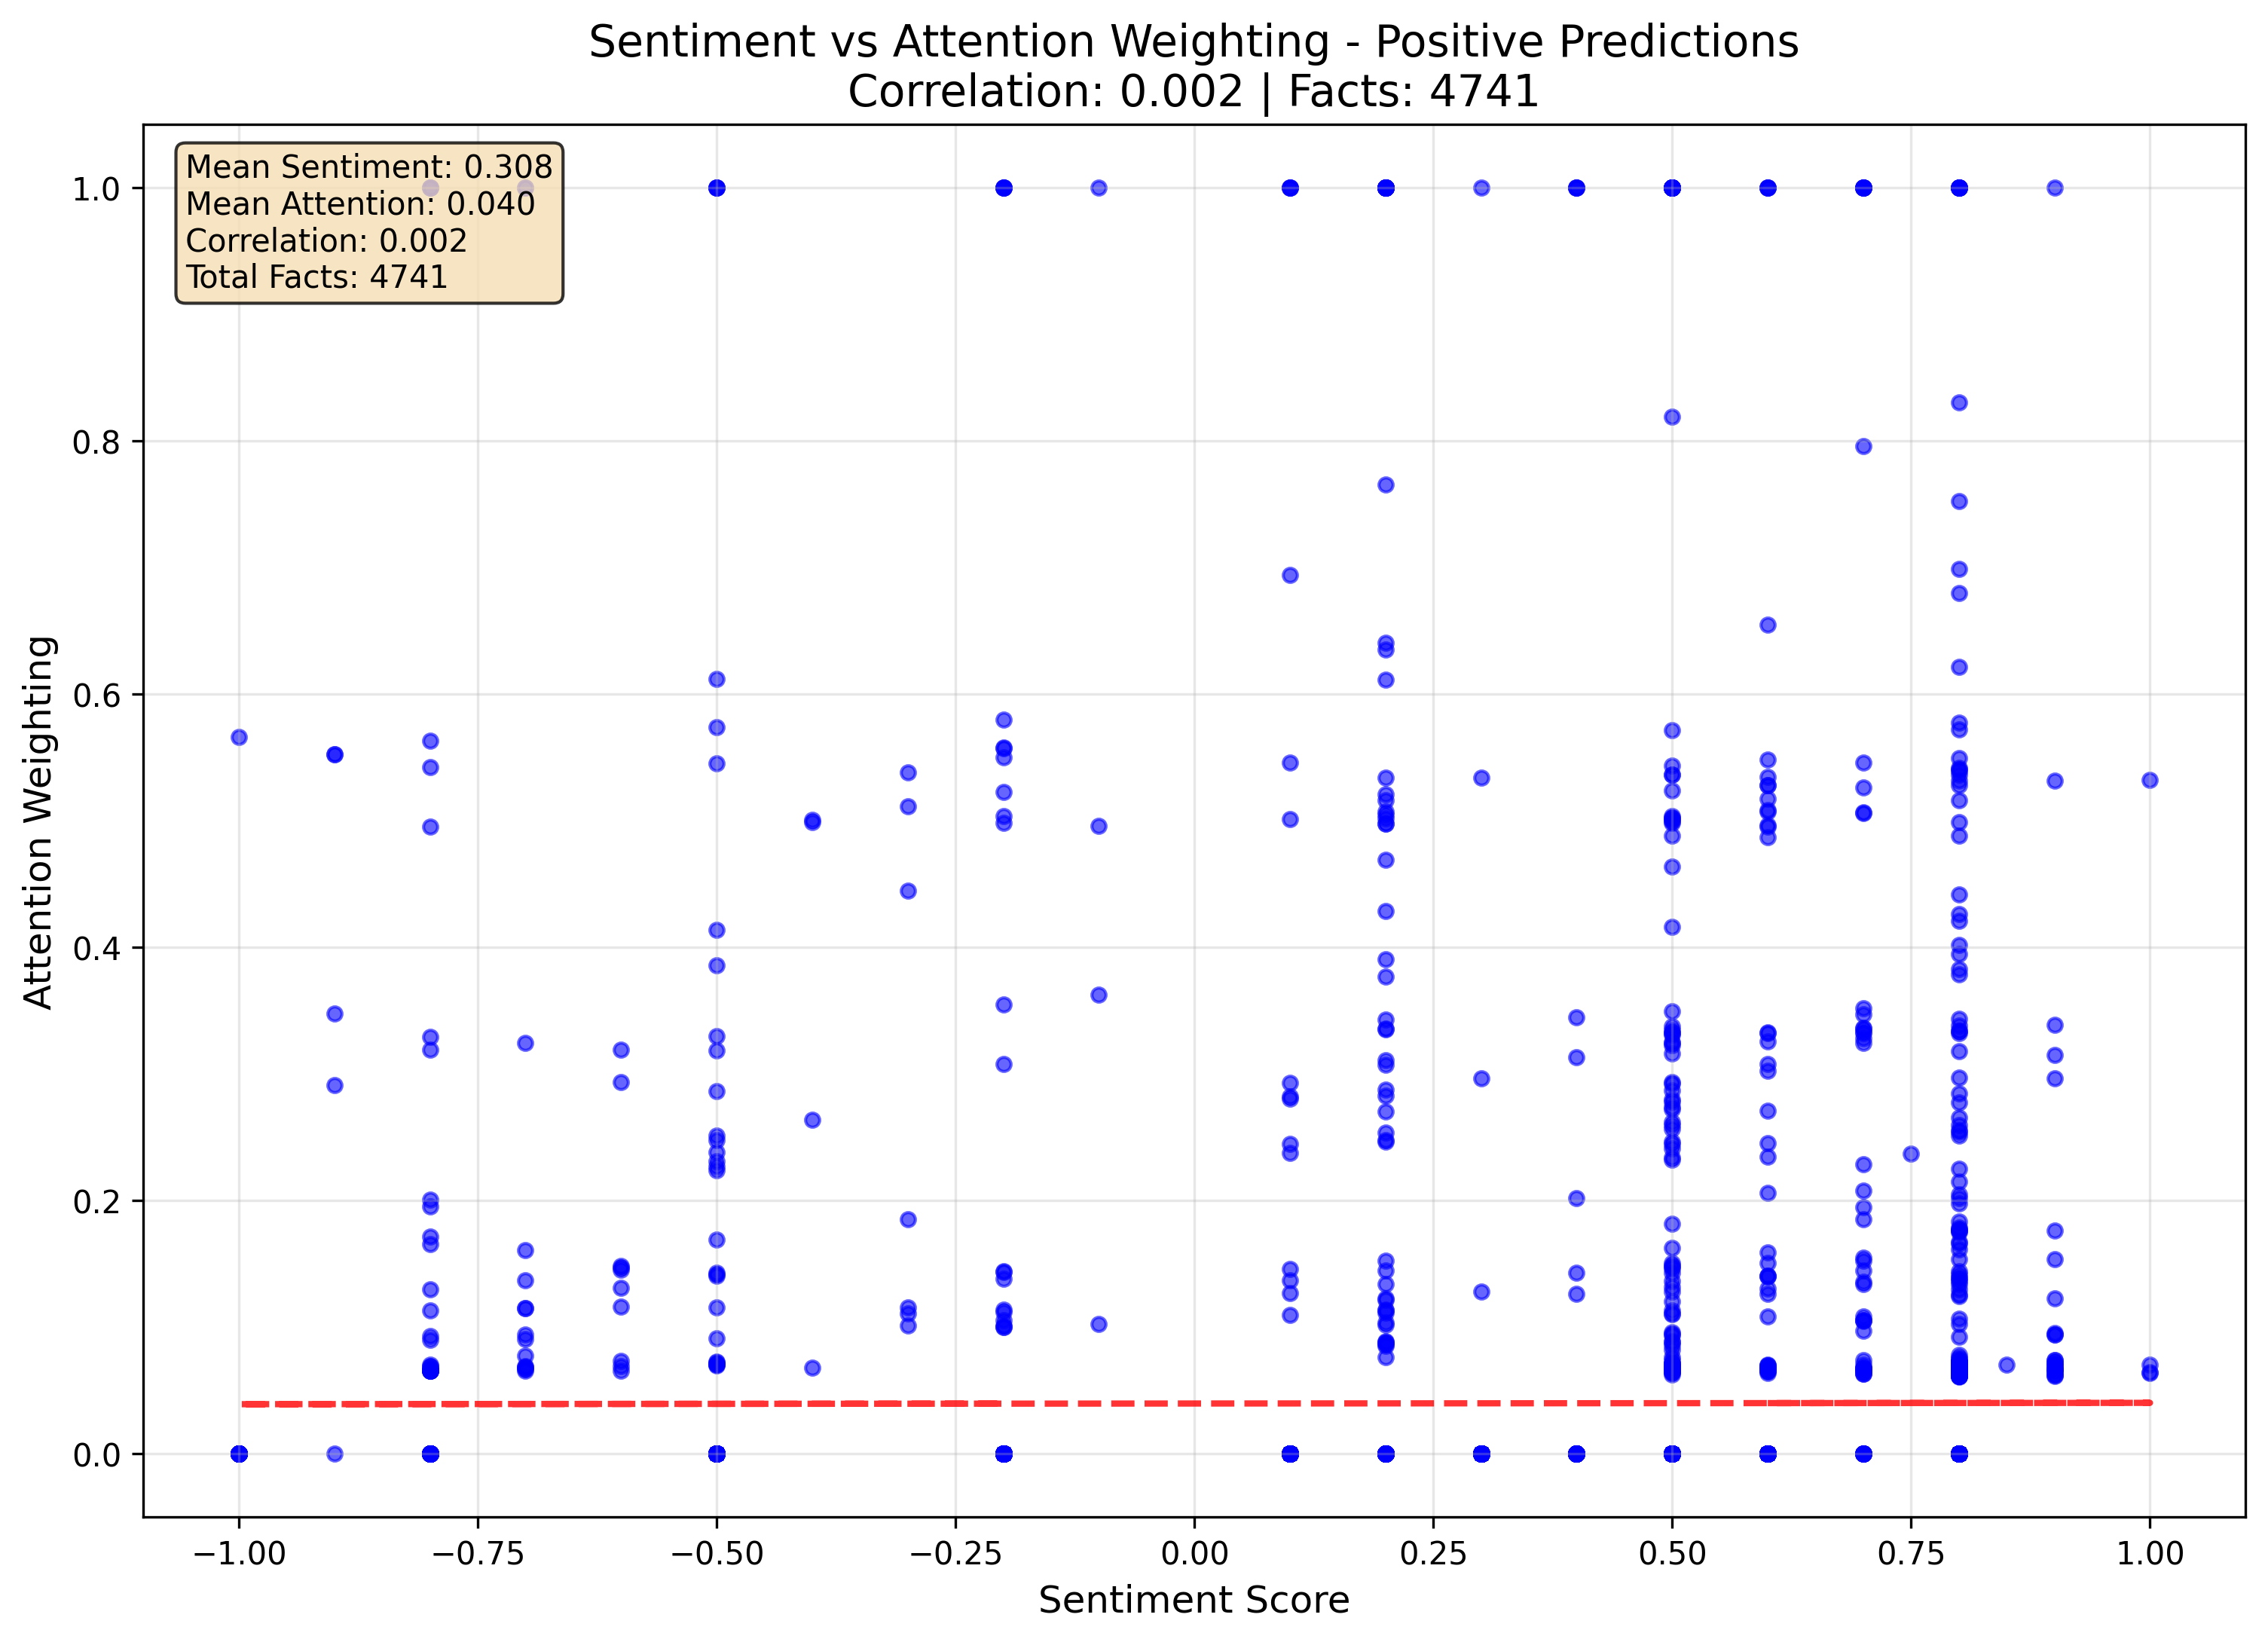 Sentiment vs Attention Weighting - Positive Predictions
Correlation: 0.002 | Facts: 4741
Mean Sentiment: 0.308
Mean Attention: 0.040
Correlation: 0.002
Total Facts: 4741
1.0
0.8
0.6
0.4
0.2
0.0
Attention Weighting
−1.00 −0.75 −0.50 −0.25 0.00 0.25 0.50 0.75 1.00
Sentiment Score